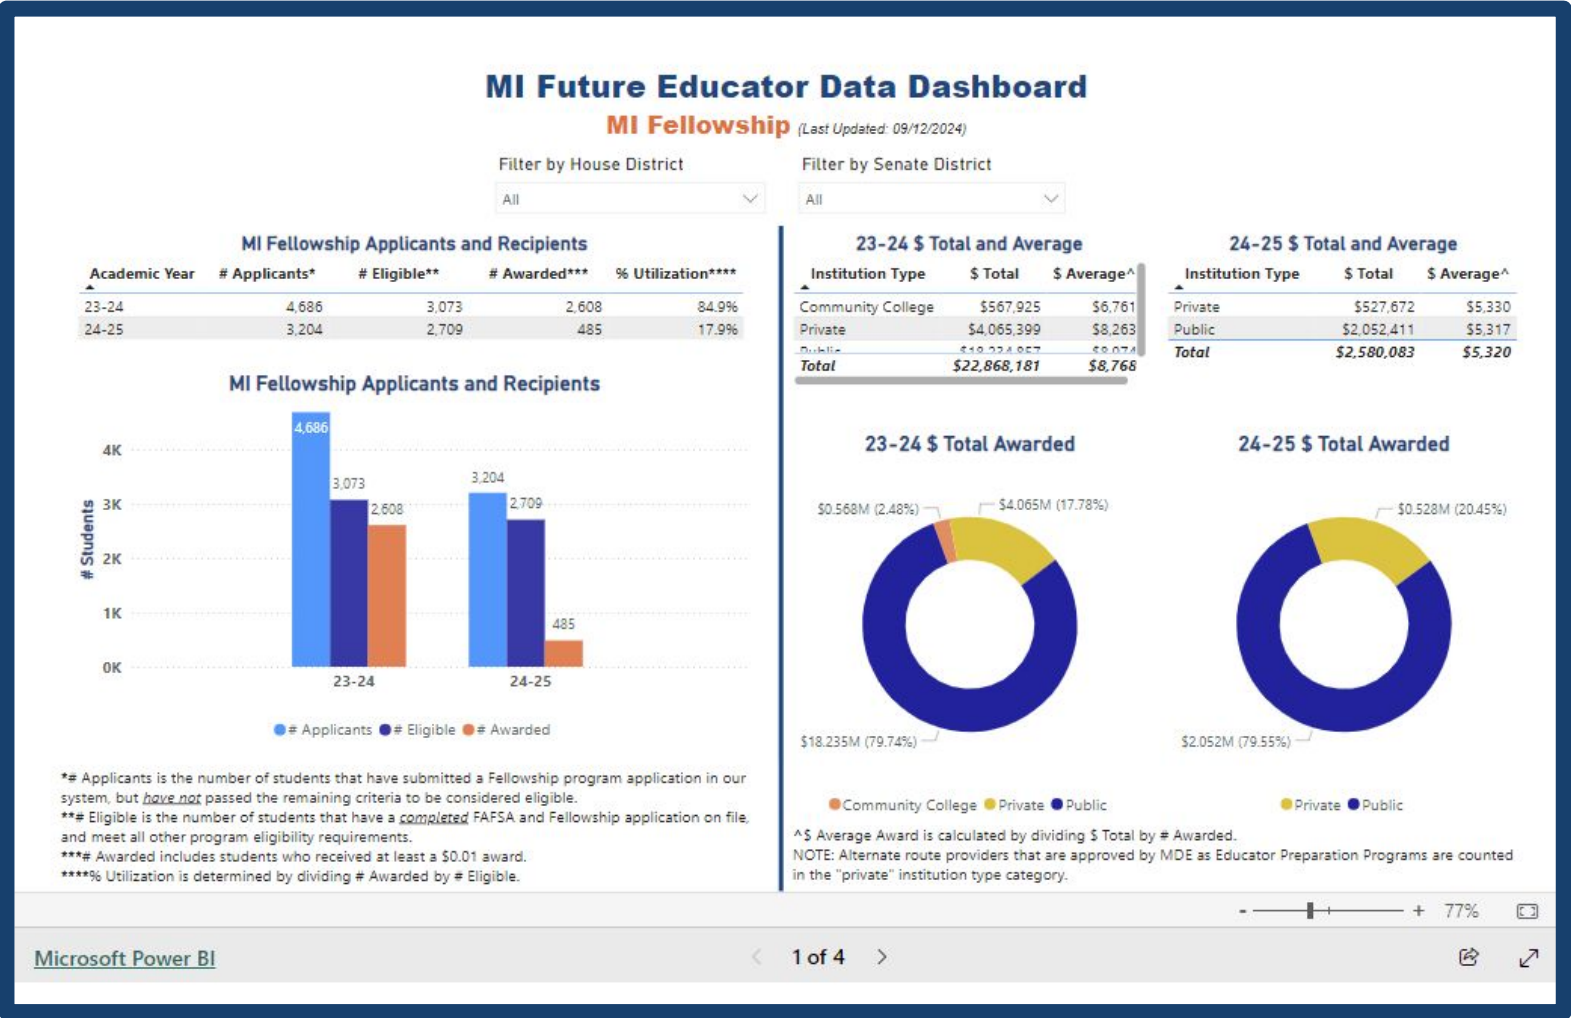 MI Future Educator Data Dashboard
MI Fellowship (Last Updated: 09/12/2024)
Filter by House District
All
Filter by Senate District
All
MI Fellowship Applicants and Recipients
Academic Year # Applicants* # Eligible** # Awarded*** % Utilization****
23-24 4,686 3,073 2,608 84.9%
24-25 3,204 2,709 485 17.9%
MI Fellowship Applicants and Recipients
# Students
4K
3K
2K
1K
0K
4,686
3,073
2,608
3,204
2,709
485
23-24
24-25
# Applicants # Eligible # Awarded
*# Applicants is the number of students that have submitted a Fellowship program application in our
system, but have not passed the remaining criteria to be considered eligible.
**# Eligible is the number of students that have a completed FAFSA and Fellowship application on file,
and meet all other program eligibility requirements.
***# Awarded includes students who received at least a $0.01 award.
****% Utilization is determined by dividing # Awarded by # Eligible.
23-24 $ Total and Average
Institution Type $ Total $ Average^
Community College $567,925 $6,761
Private $4,065,399 $8,263
Public $18,234,857 $9,074
Total $22,868,181 $8,768
24-25 $ Total and Average
Institution Type $ Total $ Average^
Private $527,672 $5,330
Public $2,052,411 $5,317
Total $2,580,083 $5,320
23-24 $ Total Awarded
$0.568M (2.48%)
$4.065M (17.78%)
$18.235M (79.74%)
Community College Private Public
24-25 $ Total Awarded
$0.528M (20.45%)
$2.052M (79.55%)
Private Public
^$ Average Award is calculated by dividing $ Total by # Awarded.
NOTE: Alternate route providers that are approved by MDE as Educator Preparation Programs are counted
in the "private" institution type category.
- + 77%
Microsoft Power BI
1 of 4